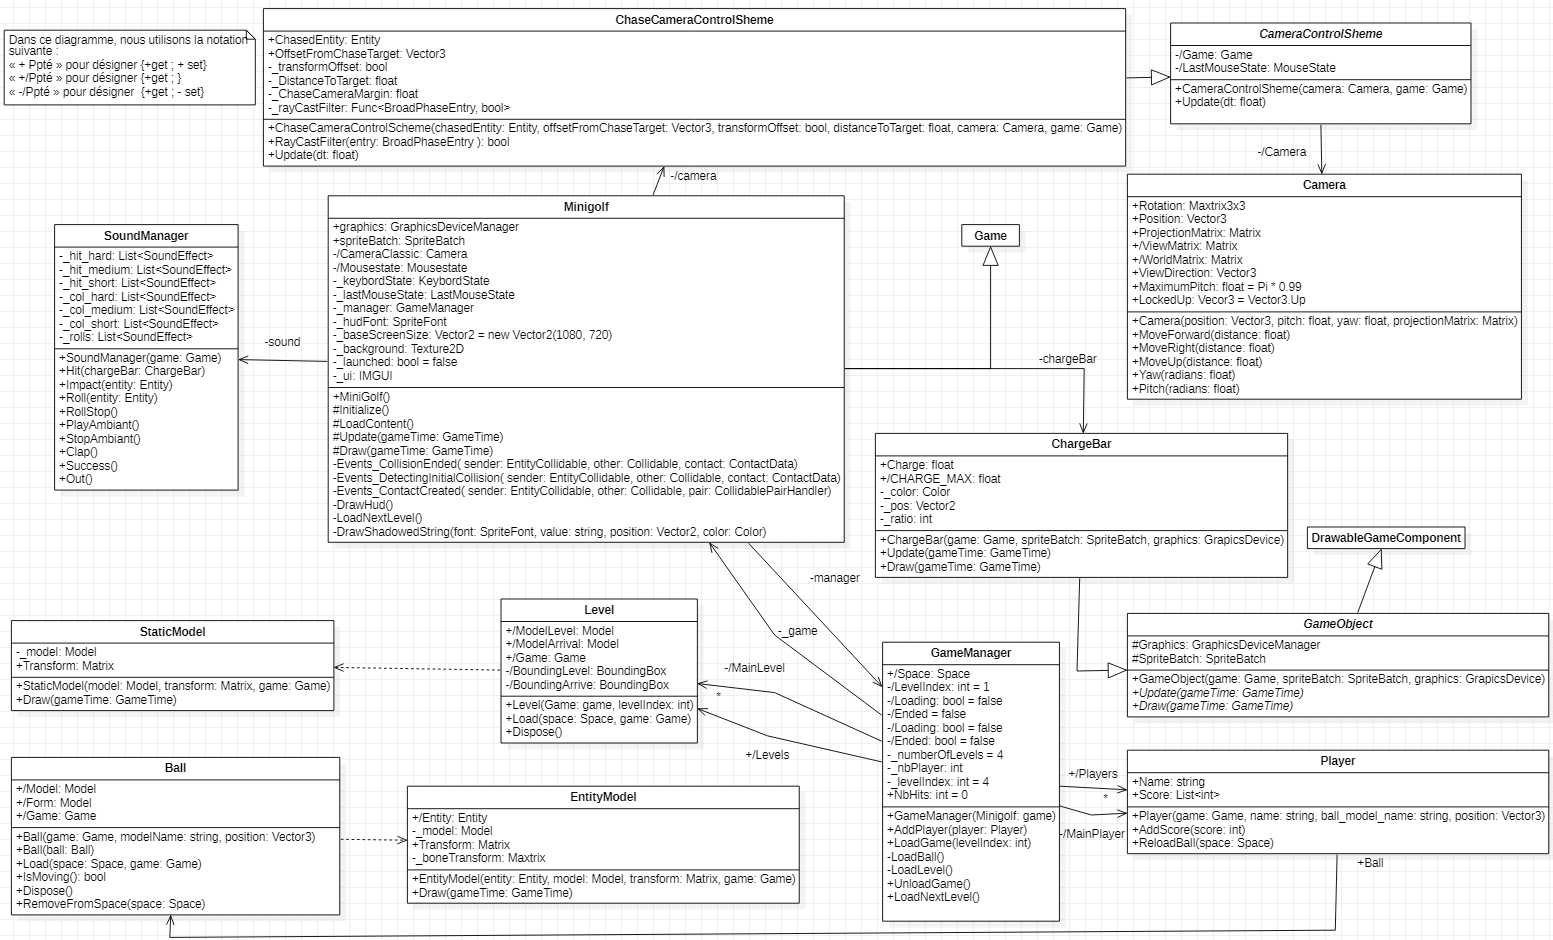 Dans ce diagramme, nous utilisons la notation
suivante :
« + Ppté » pour désigner {+get ; + set}
« +/Ppté » pour désigner {+get ; }
« -/Ppté » pour désigner {+get ; - set}
ChaseCameraControlSheme
+ChasedEntity: Entity
+OffsetFromChaseTarget: Vector3
-_transformOffset: bool
-_DistanceToTarget: float
-_ChaseCameraMargin: float
-_rayCastFilter: Func<BroadPhaseEntry, bool>
+ChaseCameraControlScheme(chasedEntity: Entity, offsetFromChaseTarget: Vector3, transformOffset: bool, distanceToTarget: float, camera: Camera, game: Game)
+RayCastFilter(entry: BroadPhaseEntry ): bool
+Update(dt: float)
CameraControlSheme
-/Game: Game
-/LastMouseState: MouseState
+CameraControlSheme(camera: Camera, game: Game)
+Update(dt: float)
-/Camera
-/camera
Camera
+Rotation: Maxtrix3x3
+Position: Vector3
+ProjectionMatrix: Matrix
+/ViewMatrix: Matrix
+/WorldMatrix: Matrix
+ViewDirection: Vector3
+MaximumPitch: float = Pi * 0.99
+LockedUp: Vecor3 = Vector3.Up
+Camera(position: Vector3, pitch: float, yaw: float, projectionMatrix: Matrix)
+MoveForward(distance: float)
+MoveRight(distance: float)
+MoveUp(distance: float)
+Yaw(radians: float)
+Pitch(radians: float)
SoundManager
-_hit_hard: List<SoundEffect>
-_hit_medium: List<SoundEffect>
-_hit_short: List<SoundEffect>
-_col_hard: List<SoundEffect>
-_col_medium: List<SoundEffect>
-_col_short: List<SoundEffect>
-_rolls: List<SoundEffect>
+SoundManager(game: Game)
+Hit(chargeBar: ChargeBar)
+Impact(entity: Entity)
+Roll(entity: Entity)
+RollStop()
+PlayAmbiant()
+StopAmbiant()
+Clap()
+Success()
+Out()
-sound
Minigolf
+graphics: GraphicsDeviceManager
+spriteBatch: SpriteBatch
-/CameraClassic: Camera
-/Mousestate: Mousestate
-_keybordState: KeybordState
-_lastMouseState: LastMouseState
-_manager: GameManager
-_hudFont: SpriteFont
-_baseScreenSize: Vector2 = new Vector2(1080, 720)
-_background: Texture2D
-_launched: bool = false
-_ui: IMGUI
+MiniGolf()
#Initialize()
#LoadContent()
#Update(gameTime: GameTime)
#Draw(gameTime: GameTime)
-Events_CollisionEnded( sender: EntityCollidable, other: Collidable, contact: ContactData)
-Events_DetectingInitialCollision( sender: EntityCollidable, other: Collidable, contact: ContactData)
-Events_ContactCreated( sender: EntityCollidable, other: Collidable, pair: CollidablePairHandler)
-DrawHud()
-LoadNextLevel()
-DrawShadowedString(font: SpriteFont, value: string, position: Vector2, color: Color)
Game
-chargeBar
ChargeBar
+Charge: float
+/CHARGE_MAX: float
-_color: Color
-_pos: Vector2
-_ratio: int
+ChargeBar(game: Game, spriteBatch: SpriteBatch, graphics: GrapicsDevice)
+Update(gameTime: GameTime)
+Draw(gameTime: GameTime)
DrawableGameComponent
GameObject
#Graphics: GraphicsDeviceManager
#SpriteBatch: SpriteBatch
+GameObject(game: Game, spriteBatch: SpriteBatch, graphics: GrapicsDevice)
+Update(gameTime: GameTime)
+Draw(gameTime: GameTime)
-manager
-_game
-/MainLevel
*
+/Levels
StaticModel
-_model: Model
+Transform: Matrix
+StaticModel(model: Model, transform: Matrix, game: Game)
+Draw(gameTime: GameTime)
Level
+/ModelLevel: Model
+/ModelArrival: Model
+/Game: Game
-/BoundingLevel: BoundingBox
-/BoundingArrive: BoundingBox
+Level(Game: game, levelIndex: int)
+Load(space: Space, game: Game)
+Dispose()
GameManager
+/Space: Space
-/LevelIndex: int = 1
-/Loading: bool = false
-/Ended = false
-/Loading: bool = false
-/Ended: bool = false
-_numberOfLevels = 4
-_nbPlayer: int
-_levelIndex: int = 4
+NbHits: int = 0
+GameManager(Minigolf: game)
+AddPlayer(player: Player)
+LoadGame(levelIndex: int)
-LoadBall()
-LoadLevel()
+UnloadGame()
+LoadNextLevel()
+/Players
*
-/MainPlayer
Player
+Name: string
+Score: List<int>
+Player(game: Game, name: string, ball_model_name: string, position: Vector3)
+AddScore(score: int)
+ReloadBall(space: Space)
+Ball
Ball
+/Model: Model
+/Form: Model
+/Game: Game
+Ball(game: Game, modelName: string, position: Vector3)
+Ball(ball: Ball)
+Load(space: Space, game: Game)
+IsMoving(): bool
+Dispose()
+RemoveFromSpace(space: Space)
EntityModel
+/Entity: Entity
-_model: Model
+Transform: Matrix
-_boneTransform: Maxtrix
+EntityModel(entity: Entity, model: Model, transform: Matrix, game: Game)
+Draw(gameTime: GameTime)